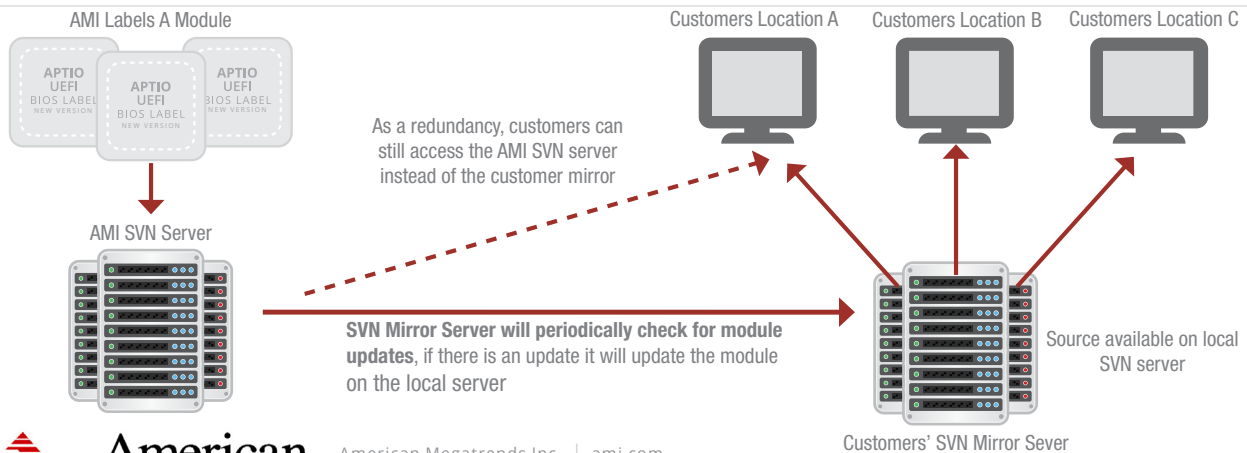 AMI Labels A Module
Customers Location A
Customers Location B
Customers Location C
APTIO
UEFI
BIOS LABEL
NEW VERSION
APTIO
UEFI
BIOS LABEL
NEW VERSION
APTIO
UEFI
BIOS LABEL
NEW VERSION
As a redundancy, customers can
still access the AMI SVN server
instead of the customer mirror
AMI SVN Server
SVN Mirror Server will periodically check for module
updates, if there is an update it will update the module
on the local server
Source available on local
SVN server
Customers' SVN Mirror Sever
American
American Megatrends Inc. | ami.com